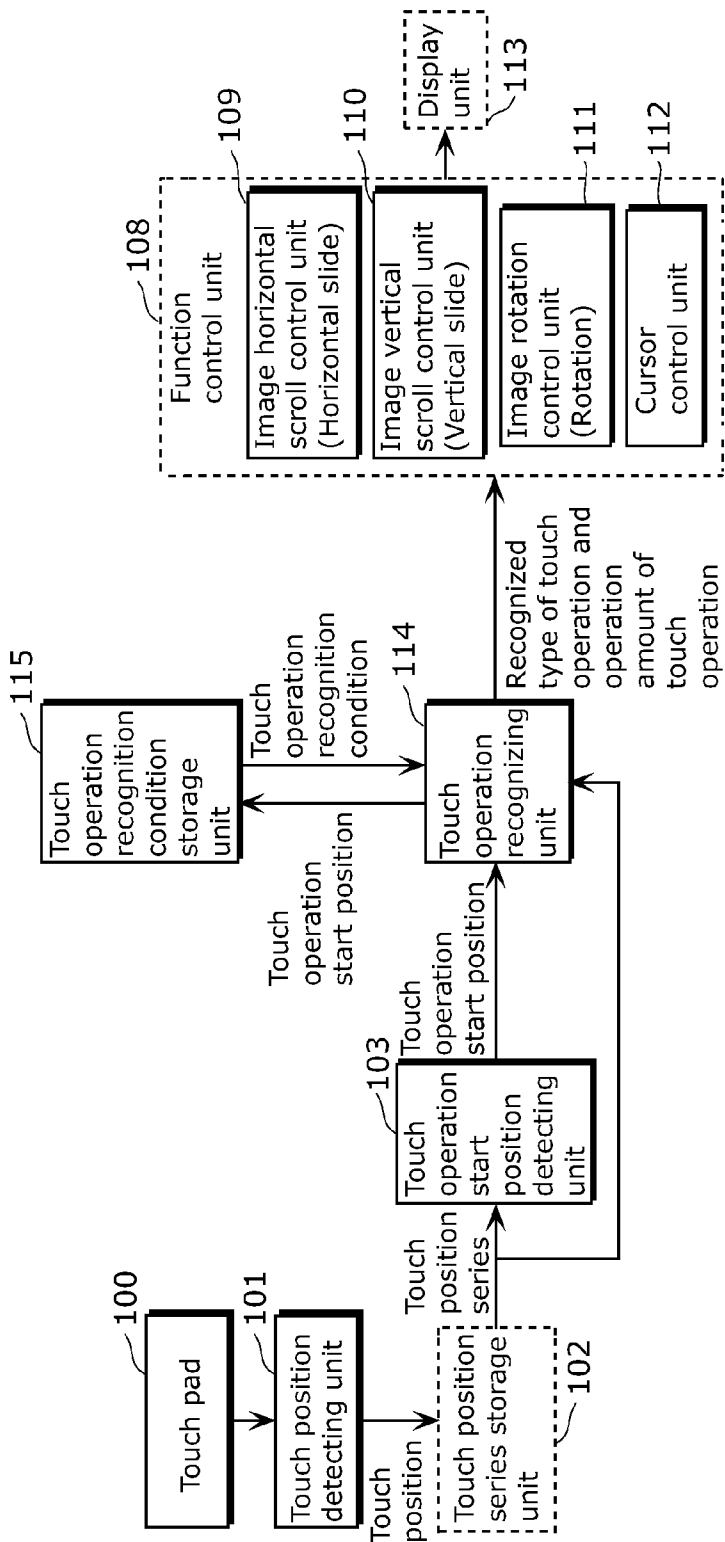 100
Touch pad
101
Touch position
detecting unit
Touch
position
Touch position
series storage
unit
102
Touch
position
series
103
Touch
operation
start
position
detecting
unit
Touch
operation
start position
Touch
operation
start position
115
Touch
operation
recognition
condition
storage
unit
Touch
operation
recognition
condition
114
Touch
operation
recognizing
unit
Recognized
type of touch
operation and
operation
amount of
touch
operation
108
Function
control unit
109
Image horizontal
scroll control unit
(Horizontal slide)
110
Image vertical
scroll control unit
(Vertical slide)
111
Image rotation
control unit
(Rotation)
112
Cursor
control unit
Display
unit
113